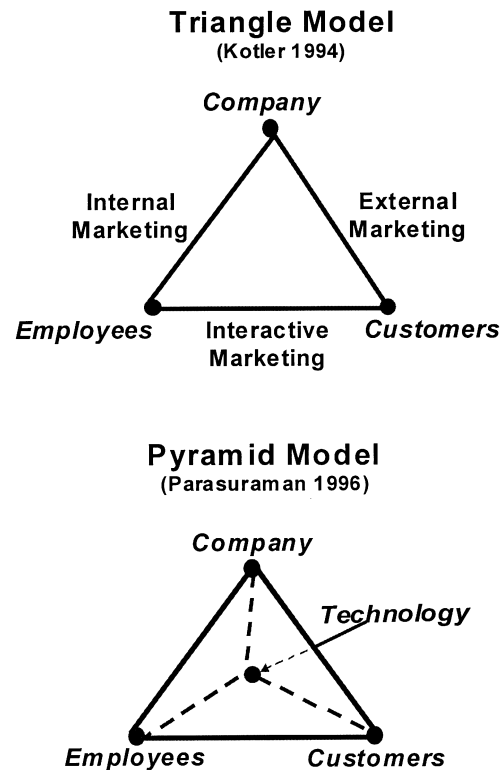 Triangle Model
(Kotler 1994)
Company
Internal
Marketing
External
Marketing
Employees
Interactive
Marketing
Customers
Pyramid Model
(Parasuraman 1996)
Company
Technology
Employees
Customers